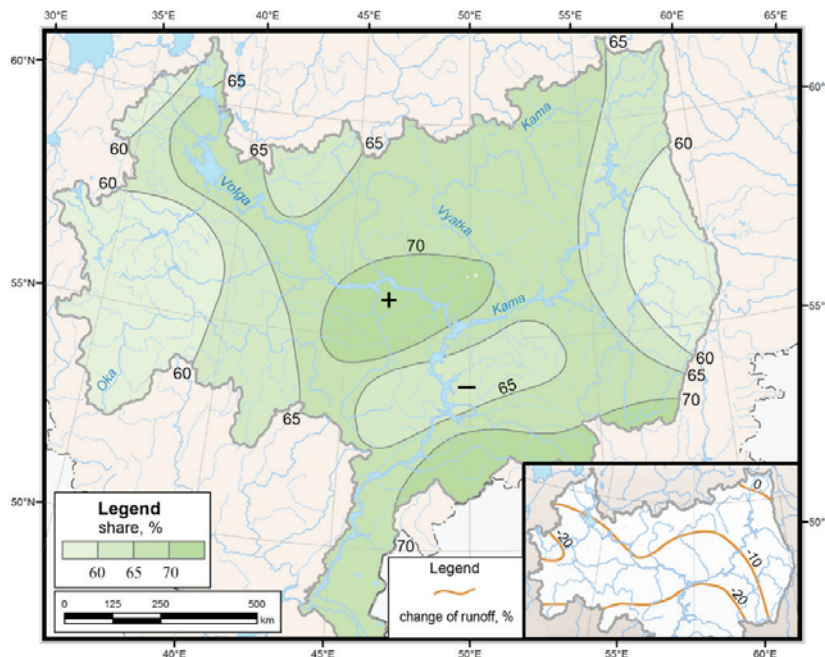 30°E 35°E 40°E 45°E 50°E 55°E 60°E 65°E
60°N
60°N
65
65
Kama
65
65
60
60
60
Volga
Vyatka
70
55°N
55°N
+
Kama
60
65
Oka
60
–
65
70
65
50°N
50°N
70
Legend
share, %
60 65 70
0 125 250 500
km
Legend
change of runoff, %
0
-20
-10
-20
40°E 45°E 50°E 55°E 60°E